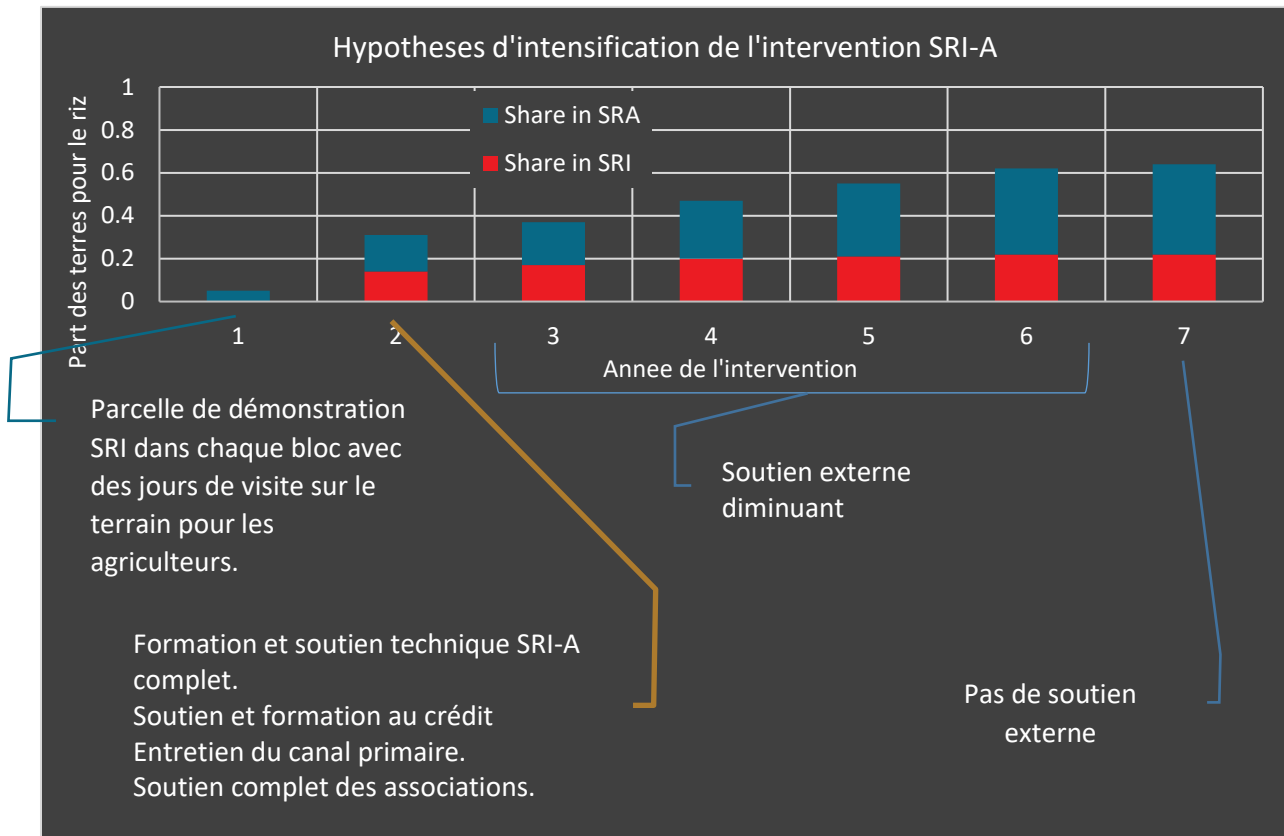 Hypotheses d'intensification de l'intervention SRI-A
Part des terres pour le riz
1
0.8
0.6
0.4
0.2
0
Share in SRA
Share in SRI
1 2 3 4 5 6 7
Annee de l'intervention
Parcelle de démonstration
SRI dans chaque bloc avec
des jours de visite sur le
terrain pour les
agriculteurs.
Soutien externe
diminuant
Formation et soutien technique SRI-A
complet.
Soutien et formation au crédit
Entretien du canal primaire.
Soutien complet des associations.
Pas de soutien
externe